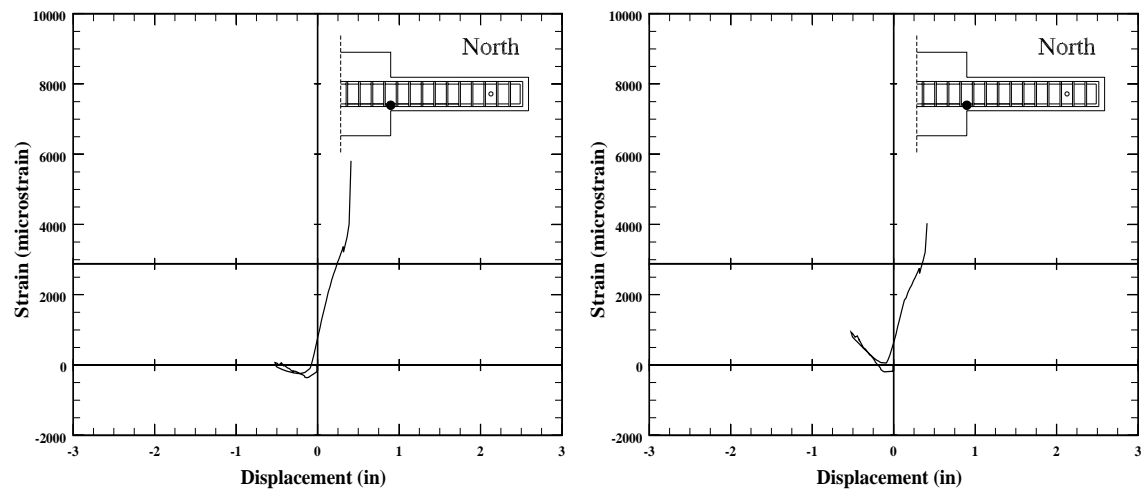 10000
North
8000
6000
Strain (microstrain)
4000
2000
0
-2000
-3 -2 -1 0 1 2 3
Displacement (in)
10000
North
8000
6000
Strain (microstrain)
4000
2000
0
-2000
-3 -2 -1 0 1 2 3
Displacement (in)